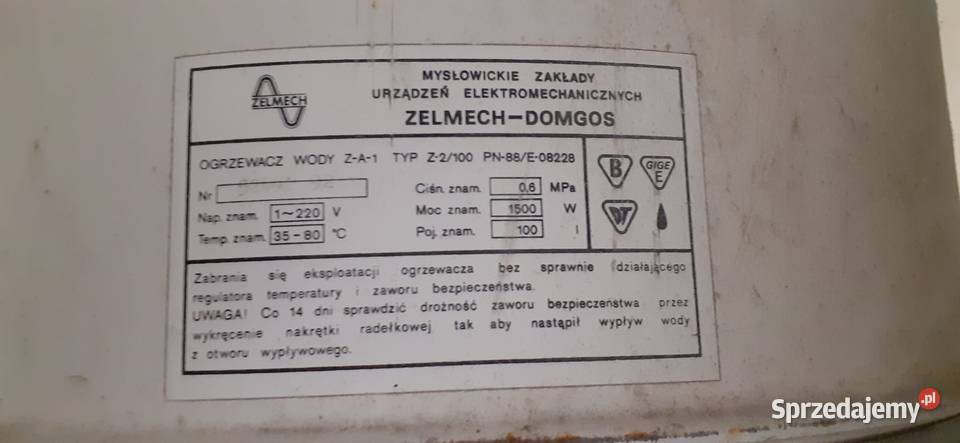 ZELMECH
MYSŁOWICKIE ZAKŁADY
URZĄDZEŃ ELEKTROMECHANICZNYCH
ZELMECH-DOMGOS
OGRZEWACZ WODY Z-A-1 TYP Z-2/100 PN-88/E-08228
Nr
Nap. znam. 1~220 V
Temp. znam. 35-80 °C
Ciśn. znam. 0,6 MPa
Moc znam. 1500 W
Poj. znam. 100 l
B
GIGE
E
Zabrania się eksploatacji ogrzewacza bez sprawnie działającego
regulatora temperatury i zaworu bezpieczeństwa.
UWAGA! Co 14 dni sprawdzić drożność zaworu bezpieczeństwa przez
wykręcenie nakrętki radełkowej tak aby nastąpił wypływ wody
z otworu wypływowego.
Sprzedajemy.pl